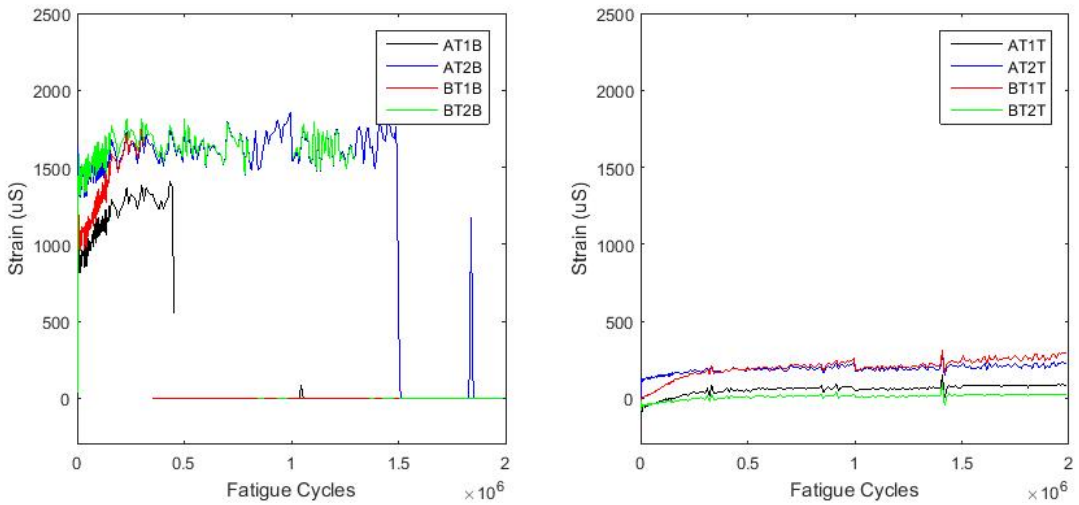 2500
2000
1500
1000
500
0
Strain (uS)
0
0.5
1
1.5
2
× 10^6
Fatigue Cycles
AT1B
AT2B
BT1B
BT2B
2500
2000
1500
1000
500
0
Strain (uS)
0
0.5
1
1.5
2
× 10^6
Fatigue Cycles
AT1T
AT2T
BT1T
BT2T